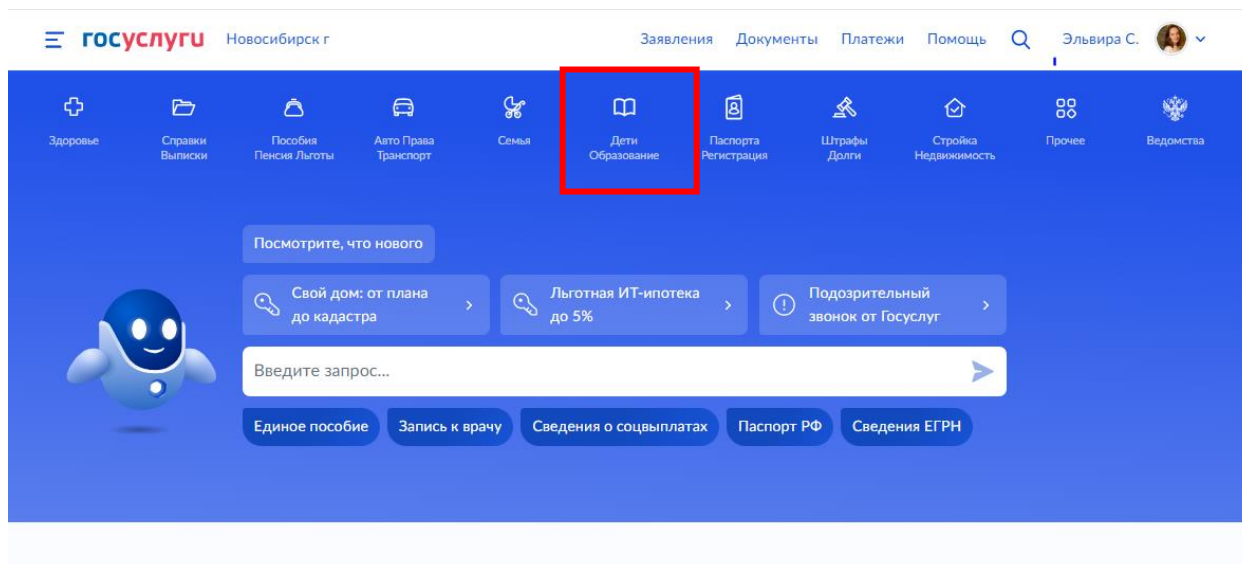 госуслуги Новосибирск г Заявления Документы Платежи Помощь Эльвира С.
Здоровье
Справки
Выписки
Пособия
Пенсия Льготы
Авто Права
Транспорт
Семья
Дети
Образование
Паспорта
Регистрация
Штрафы
Долги
Стройка
Недвижимость
Прочее
Ведомства
Посмотрите, что нового
Свой дом: от плана
до кадастра
Льготная ИТ-ипотека
до 5%
Подозрительный
звонок от Госуслуг
Введите запрос...
Единое пособие Запись к врачу Сведения о соцвыплатах Паспорт РФ Сведения ЕГРН